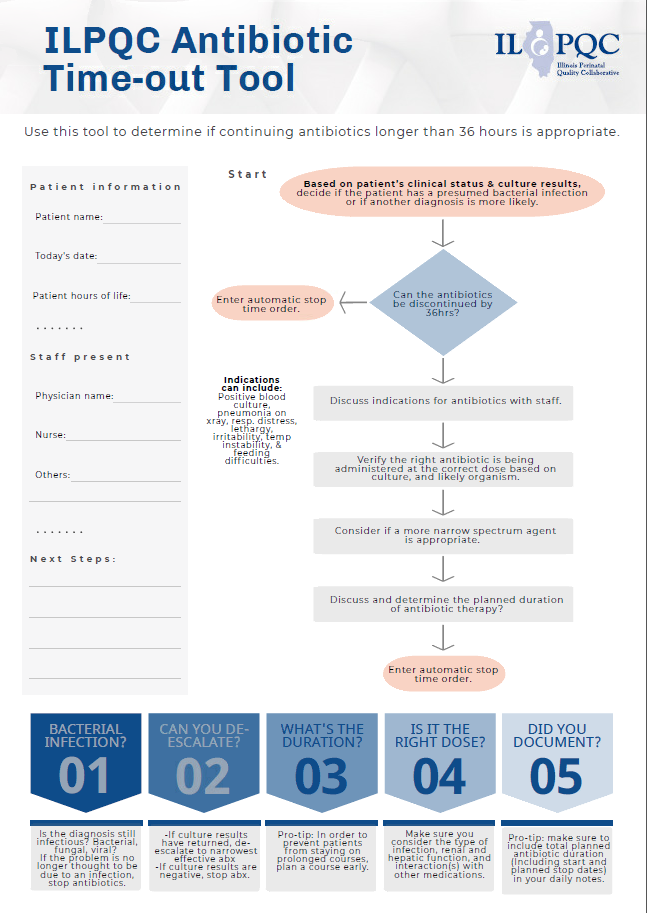 ILPQC Antibiotic
Time-out Tool
IL PQC
Illinois Perinatal
Quality Collaborative
Use this tool to determine if continuing antibiotics longer than 36 hours is appropriate.
Patient information
Patient name:
Today's date:
Patient hours of life:
.......
Staff present
Physician name:
Nurse:
Others:
.......
Next Steps:
Start
Based on patient's clinical status & culture results,
decide if the patient has a presumed bacterial infection
or if another diagnosis is more likely.
Can the antibiotics
be discontinued by
36hrs?
Enter automatic stop
time order.
Indications
can include:
Positive blood
culture,
pneumonia on
xray, resp. distress,
lethargy,
irritability, temp
instability, &
feeding
difficulties.
Discuss indications for antibiotics with staff.
Verify the right antibiotic is being
administered at the correct dose based on
culture, and likely organism.
Consider if a more narrow spectrum agent
is appropriate.
Discuss and determine the planned duration
of antibiotic therapy?
Enter automatic stop
time order.
BACTERIAL
INFECTION?
01
Is the diagnosis still
infectious? Bacterial,
fungal, viral?
If the problem is no
longer thought to be
due to an infection,
stop antibiotics.
CAN YOU DE-
ESCALATE?
02
-If culture results
have returned, de-
escalate to narrowest
effective abx
-If culture results are
negative, stop abx.
WHAT'S THE
DURATION?
03
Pro-tip: In order to
prevent patients
from staying on
prolonged courses,
plan a course early.
IS IT THE
RIGHT DOSE?
04
Make sure you
consider the type of
infection, renal and
hepatic function, and
interaction(s) with
other medications.
DID YOU
DOCUMENT?
05
Pro-tip: make sure to
include total planned
antibiotic duration
(Including start and
planned stop dates)
in your daily notes.